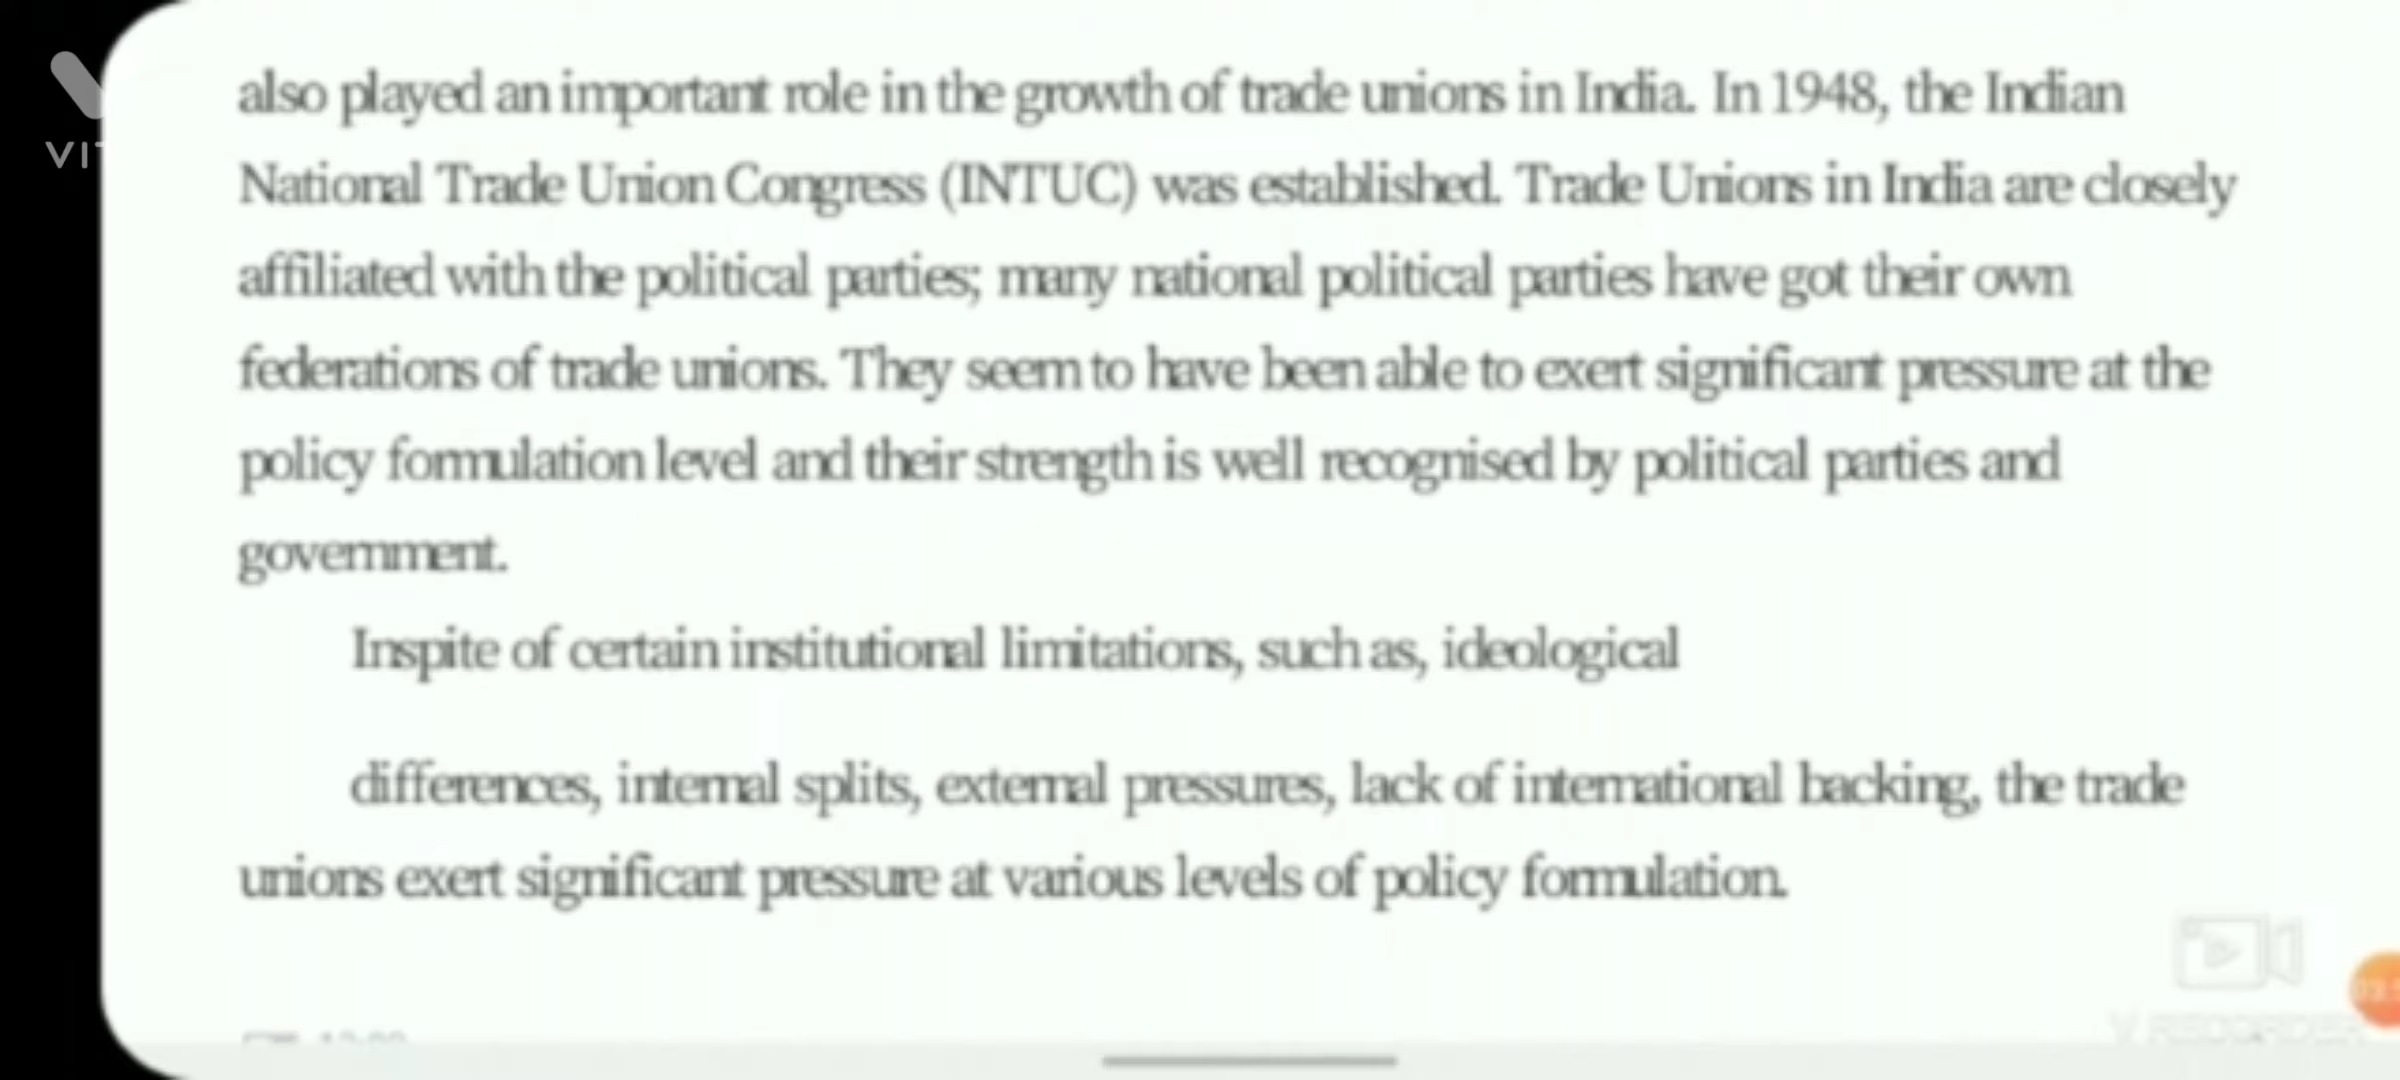 also played an important role in the growth of trade unions in India. In 1948, the Indian
National Trade Union Congress (INTUC) was established. Trade Unions in India are closely
affiliated with the political parties; many national political parties have got their own
federations of trade unions. They seem to have been able to exert significant pressure at the
policy formulation level and their strength is well recognised by political parties and
government.
Inspite of certain institutional limitations, such as, ideological
differences, internal splits, external pressures, lack of international backing, the trade
unions exert significant pressure at various levels of policy formulation.
V RECORDER